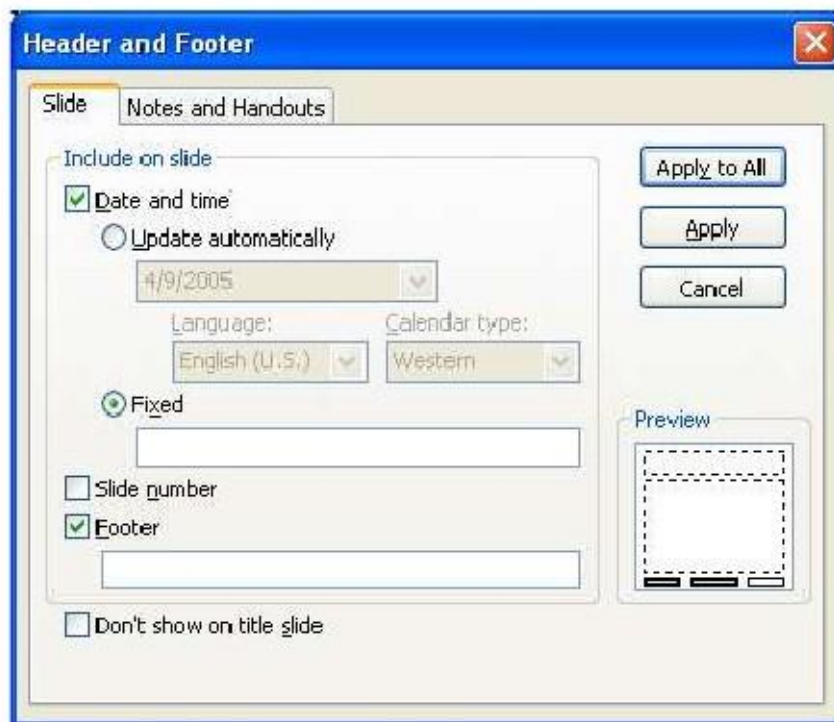 Header and Footer
Slide
Notes and Handouts
Include on slide
Date and time
Update automatically
4/9/2005
Language:
Calendar type:
English (U.S.)
Western
Fixed
Slide number
Footer
Don't show on title slide
Apply to All
Apply
Cancel
Preview